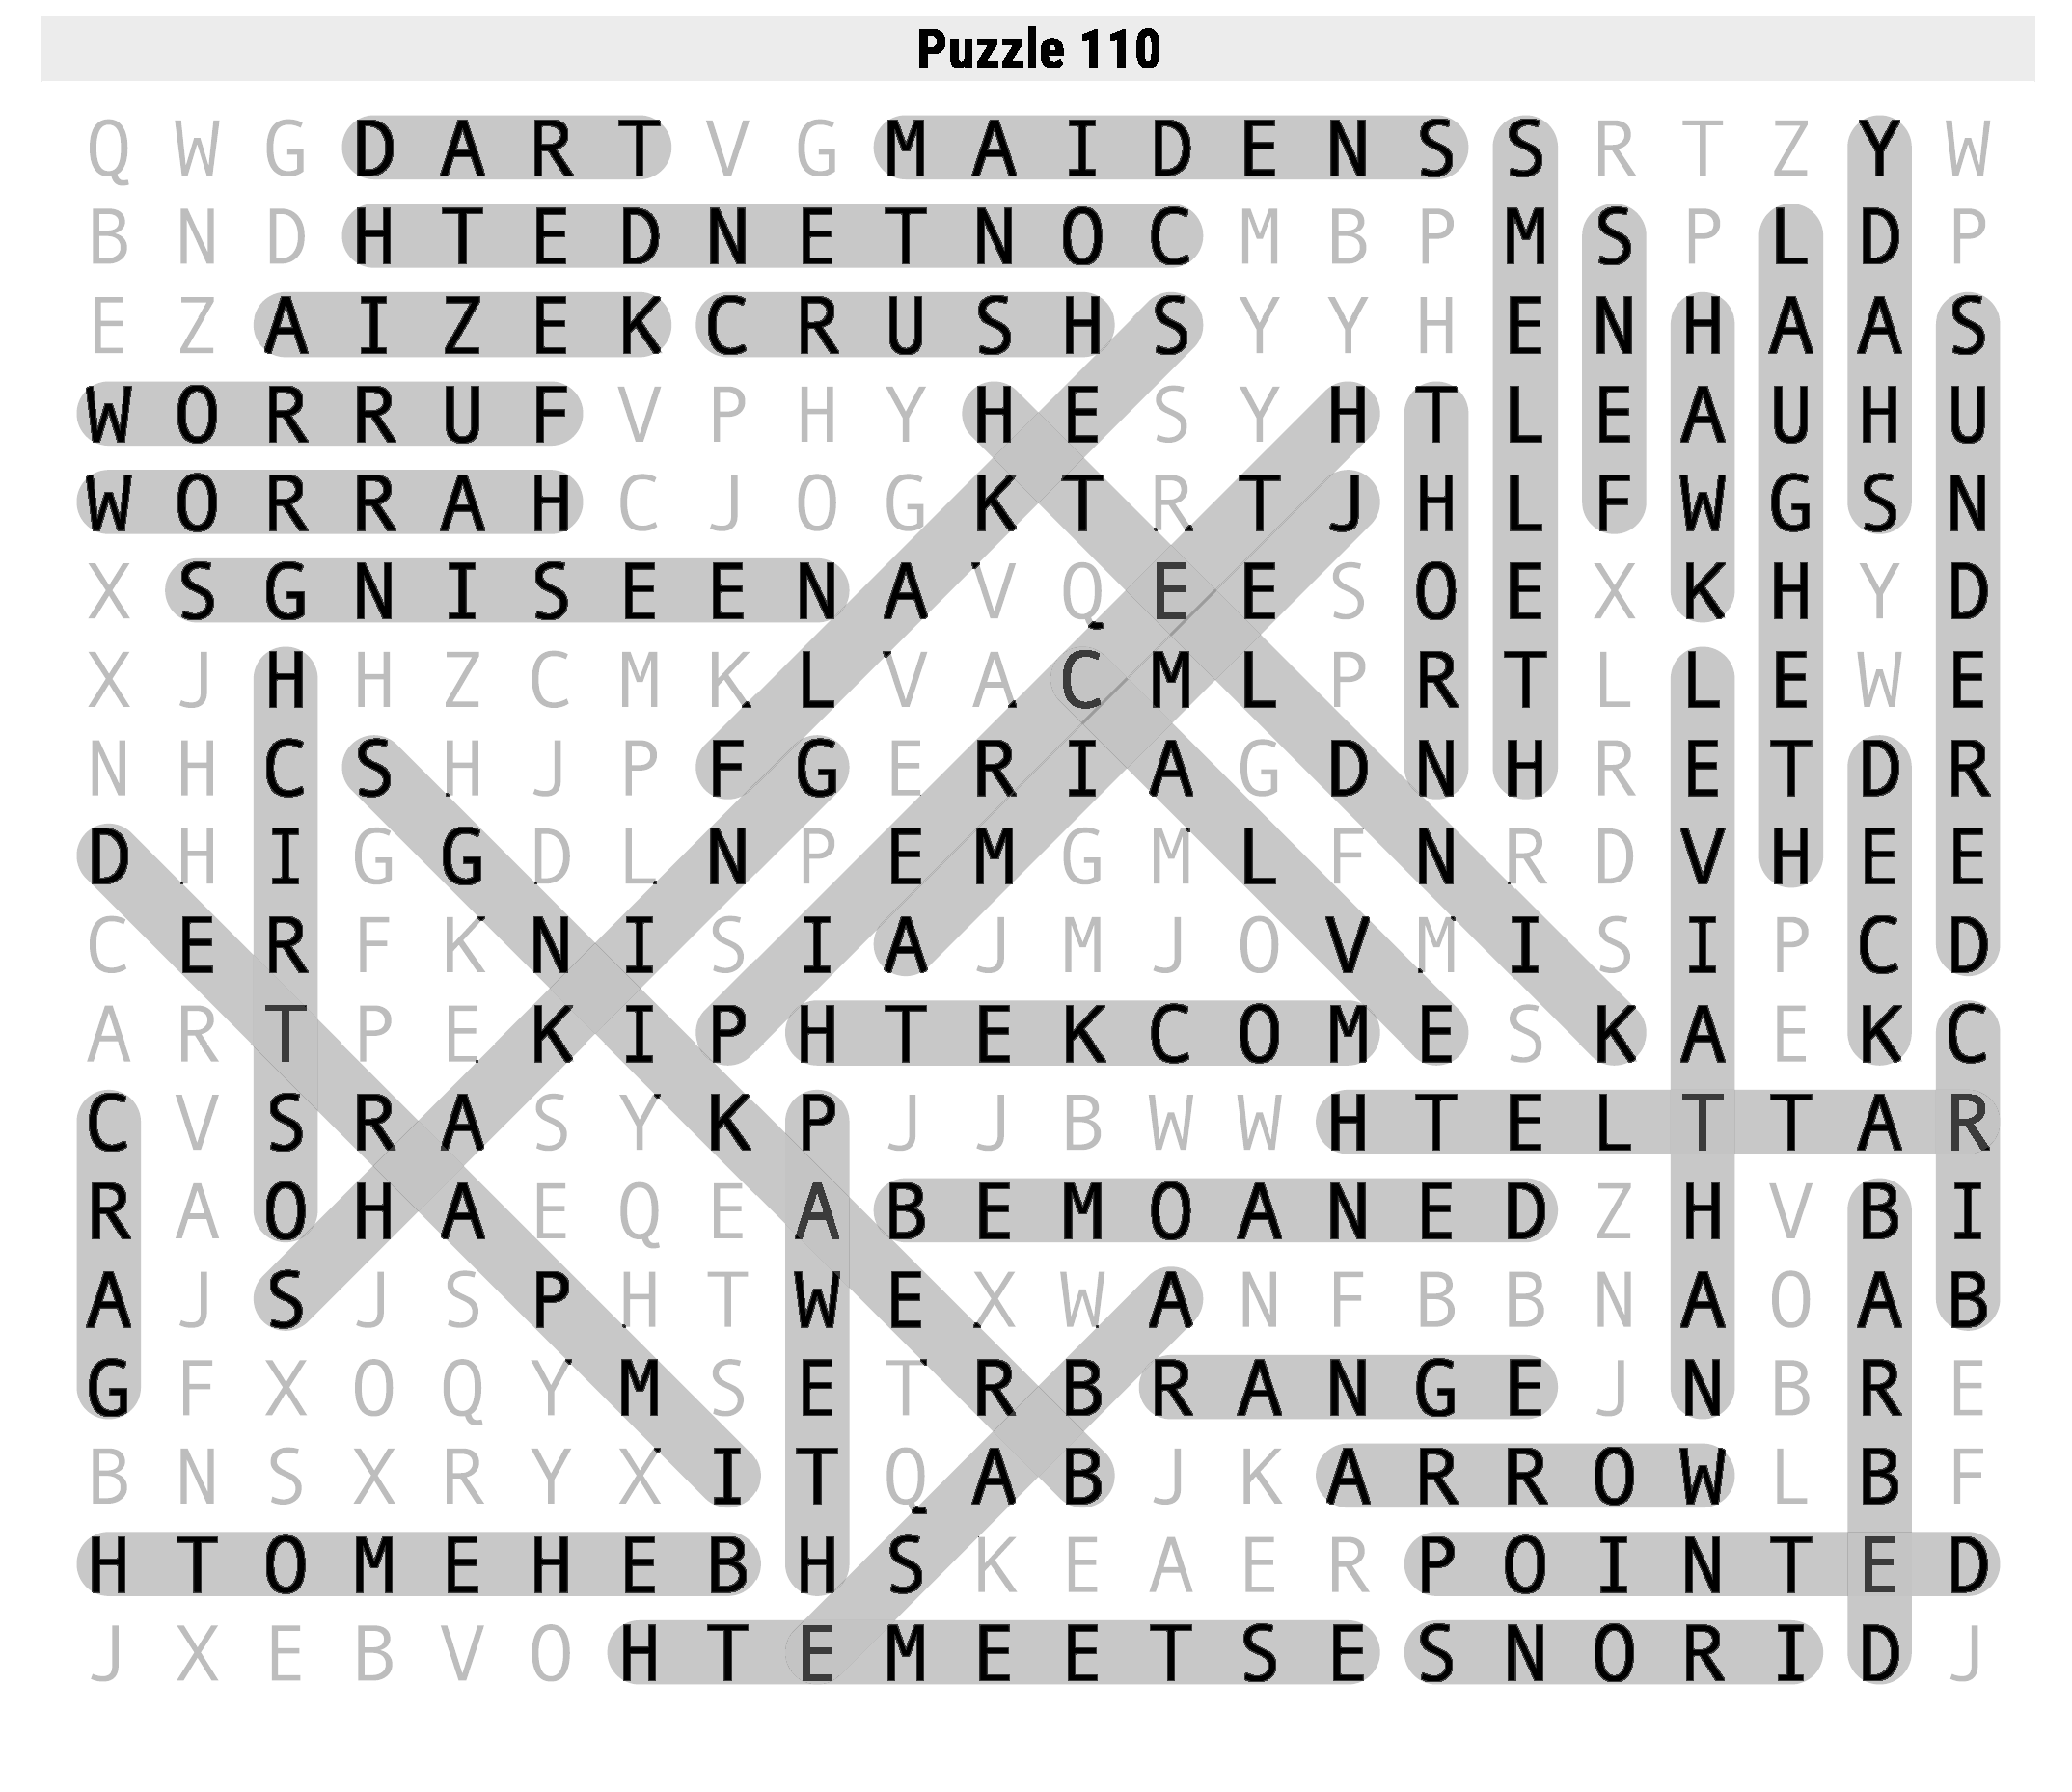 Puzzle 110
Q W G D A R T V G M A I D E N S S R T Z Y W
B N D H T E D N E T N O C M B P M S P L D P
E Z A I Z E K C R U S H S Y Y H E N H A A S
W O R R U F V P H Y H E S Y H T L E A U H U
W O R R A H C J O G K T R T J H L F W G S N
X S G N I S E E N A V Q E E S O E X K H Y D
X J H H Z C M K L V A C M L P R T L L E W E
N H C S H J P F G E R I A G D N H R E T D R
D H I G G D L N P E M G M L F N R D V H E E
C E R F K N I S I A J M J O V M I S I P C D
A R T P E K I P H T E K C O M E S K A E K C
C V S R A S Y K P J J B W W H T E L T T A R
R A O H A E Q E A B E M O A N E D Z H V B I
A J S J S P H T W E X W A N F B B N A O A B
G F X O Q Y M S E T R B R A N G E J N B R E
B N S X R Y X I T Q A B J K A R R O W L B F
H T O M E H E B H S K E A E R P O I N T E D
J X E B V O H T E M E E T S E S N O R I D J